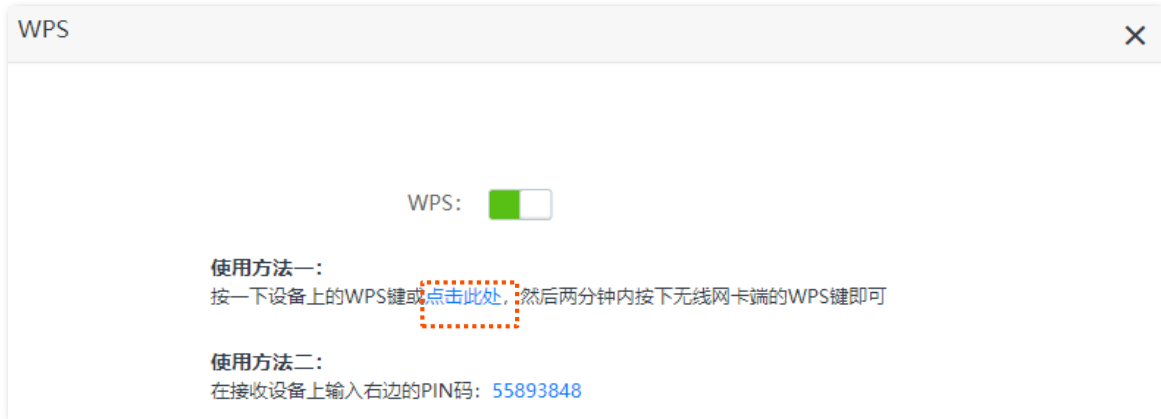 WPS
WPS：
使用方法一：
按一下设备上的WPS键或点击此处，然后两分钟内按下无线网卡端的WPS键即可
使用方法二：
在接收设备上输入右边的PIN码：55893848